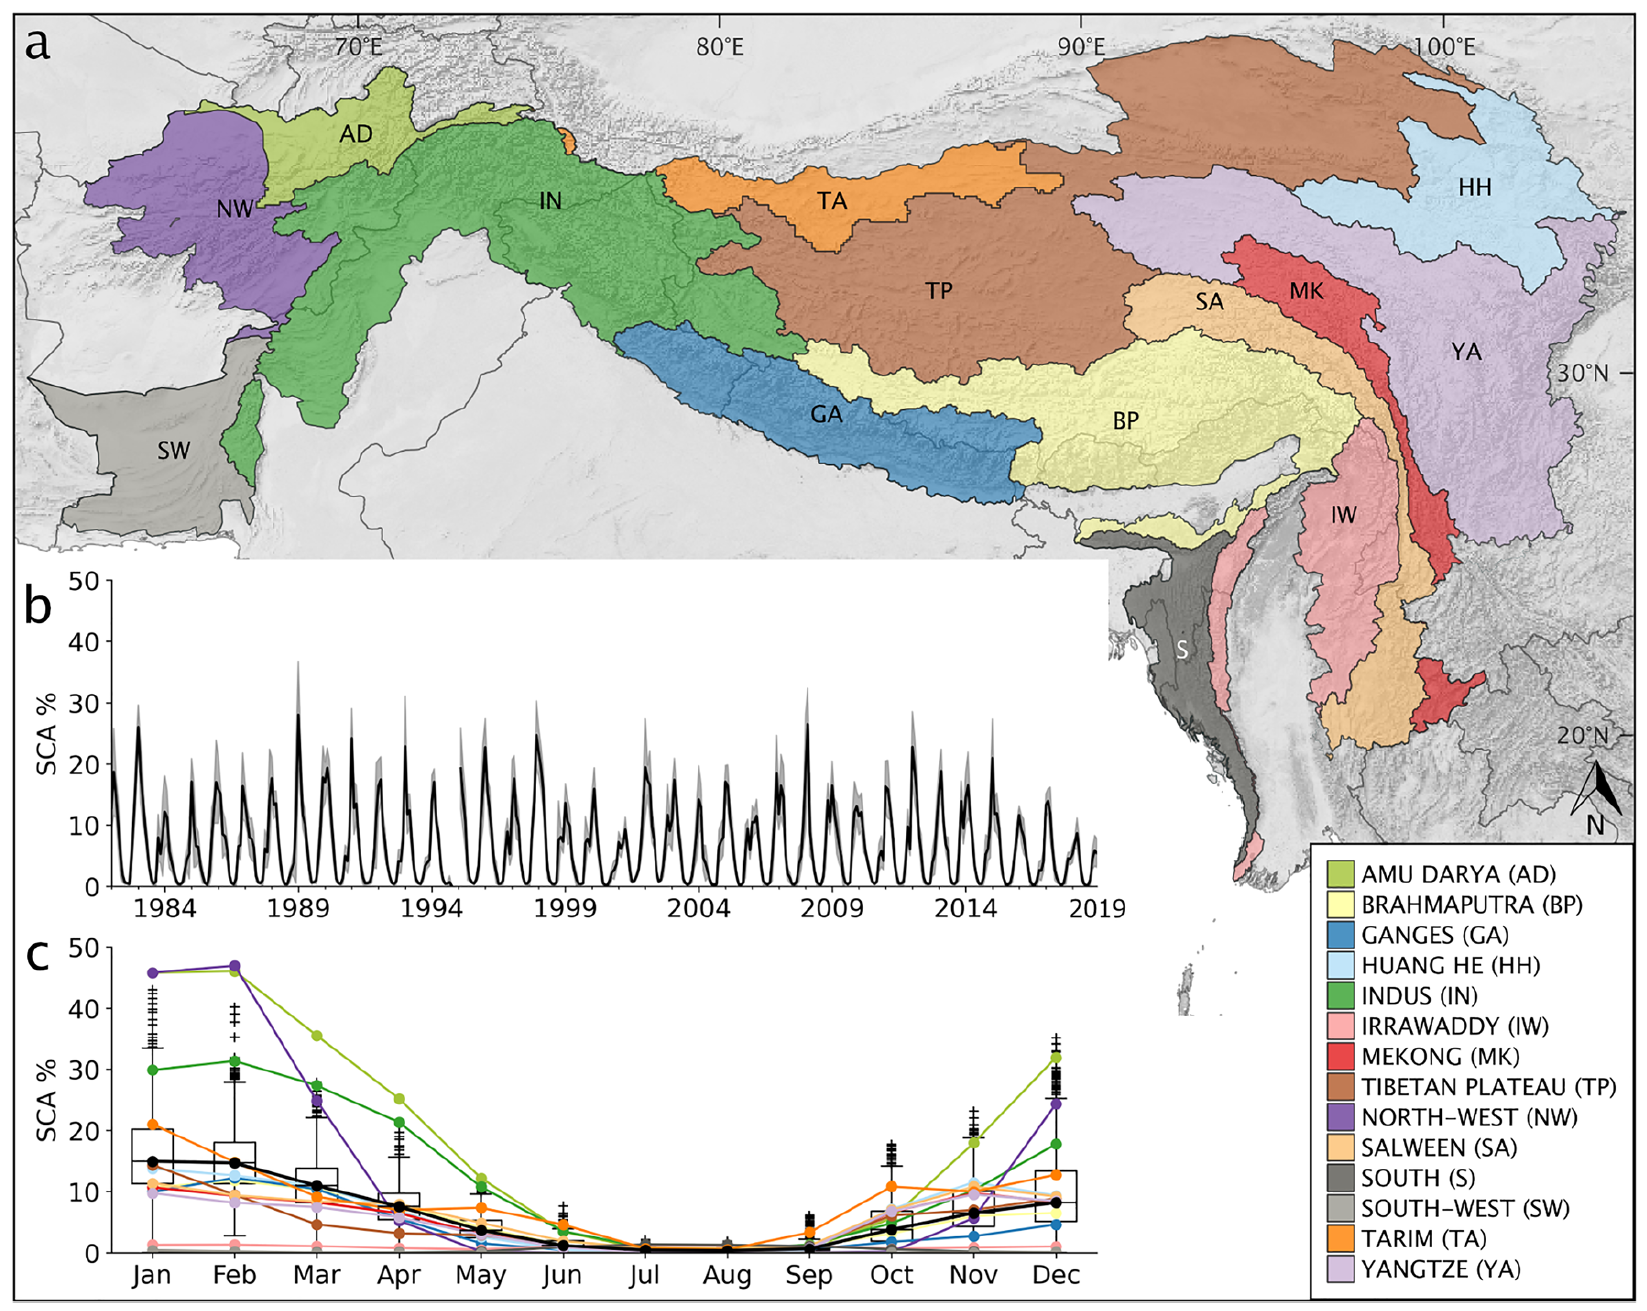 a
70°E
80°E
90°E
100°E
AD
NW
IN
TA
HH
TP
SA
MK
YA
30°N
GA
BP
SW
IW
S
20°N
N
b
50
40
30
20
10
0
SCA %
1984
1989
1994
1999
2004
2009
2014
2019
c
50
40
30
20
10
0
SCA %
Jan
Feb
Mar
Apr
May
Jun
Jul
Aug
Sep
Oct
Nov
Dec
AMU DARYA (AD)
BRAHMAPUTRA (BP)
GANGES (GA)
HUANG HE (HH)
INDUS (IN)
IRRAWADDY (IW)
MEKONG (MK)
TIBETAN PLATEAU (TP)
NORTH-WEST (NW)
SALWEEN (SA)
SOUTH (S)
SOUTH-WEST (SW)
TARIM (TA)
YANGTZE (YA)